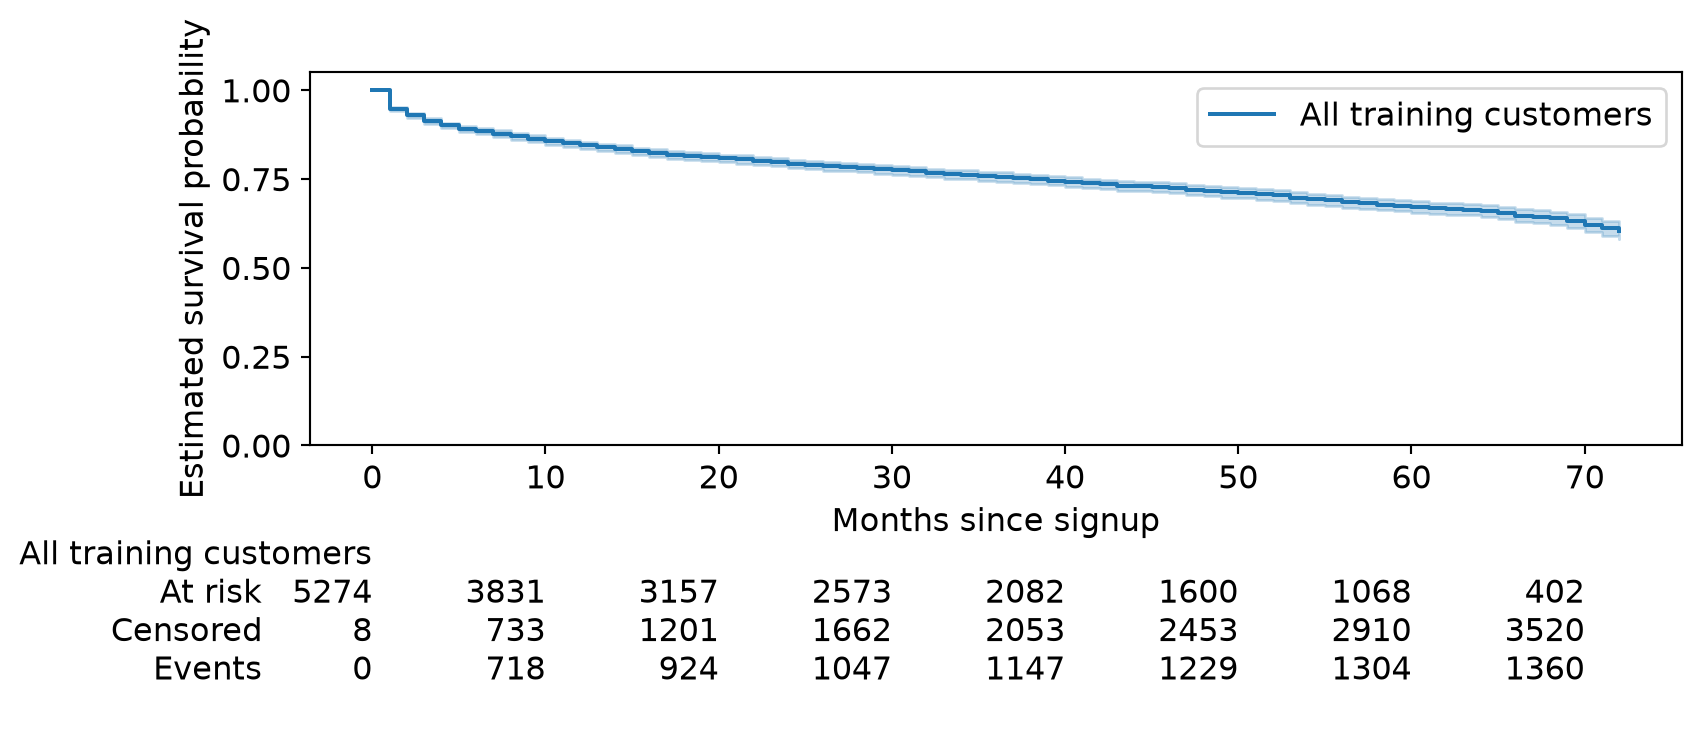 Estimated survival probability
1.00
0.75
0.50
0.25
0.00
All training customers
0 10 20 30 40 50 60 70
Months since signup
All training customers
At risk 5274 3831 3157 2573 2082 1600 1068 402
Censored 8 733 1201 1662 2053 2453 2910 3520
Events 0 718 924 1047 1147 1229 1304 1360